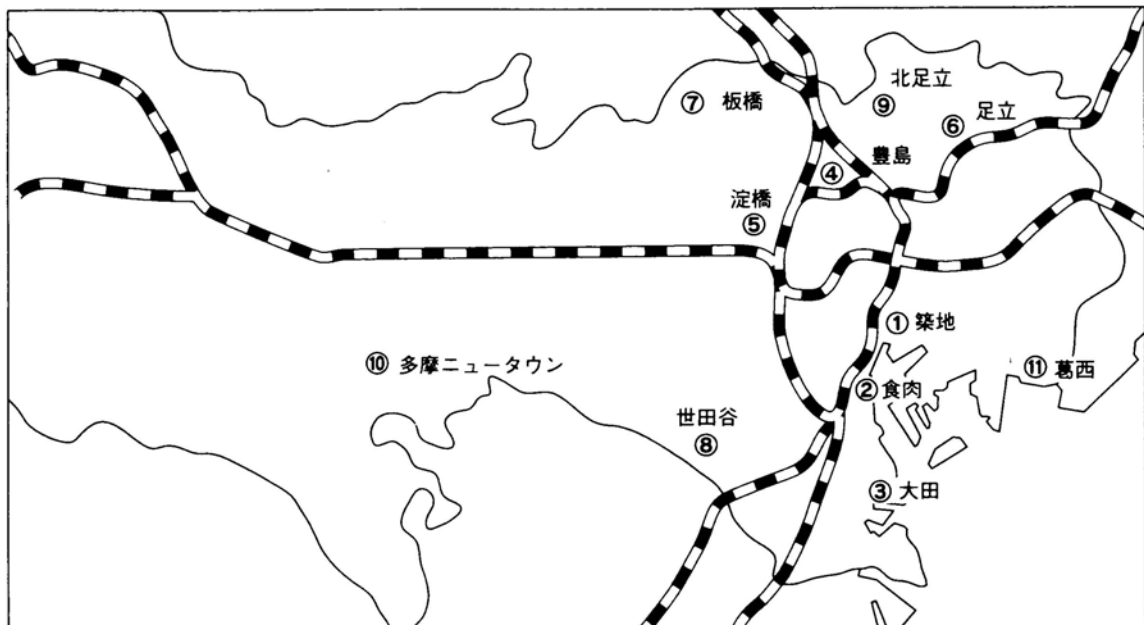 ⑨ 北足立
⑦ 板橋
⑥ 足立
④ 豊島
⑤ 淀橋
① 築地
⑩ 多摩ニュータウン
② 食肉
⑪ 葛西
⑧ 世田谷
③ 大田